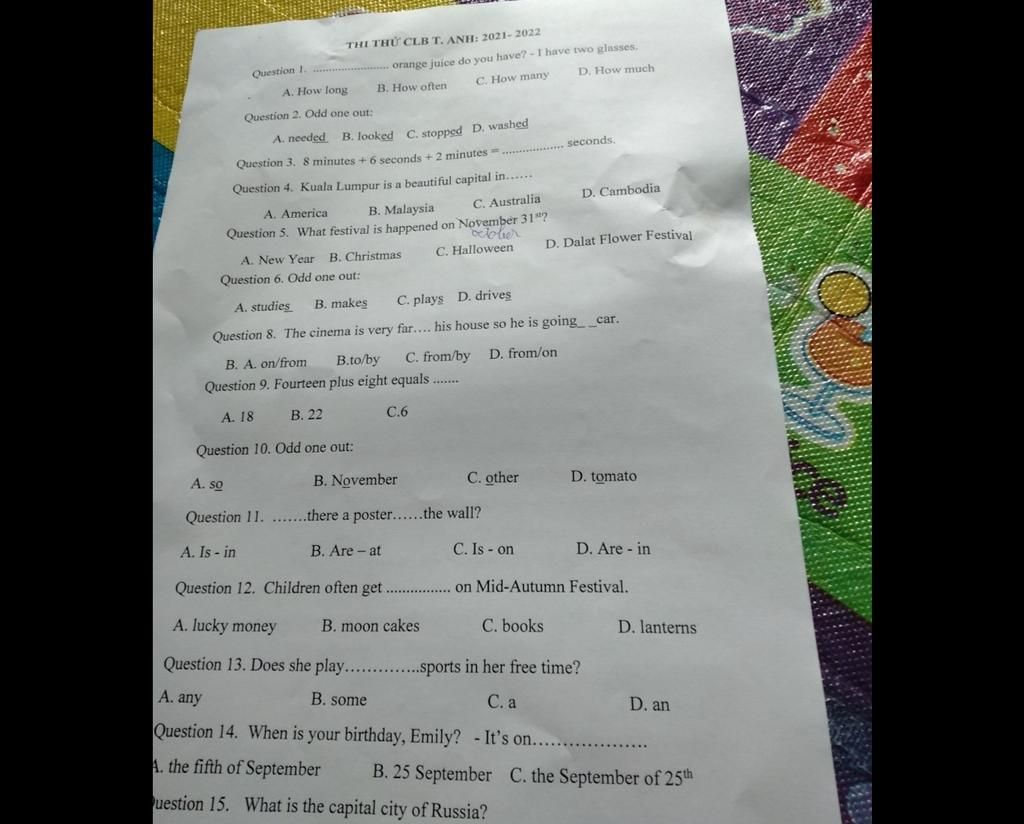 THI THỬ CLB T. ANH: 2021- 2022
Question 1. ........................ orange juice do you have? - I have two glasses.
A. How long B. How often C. How many D. How much
Question 2. Odd one out:
A. needed B. looked C. stopped D. washed
Question 3. 8 minutes + 6 seconds + 2 minutes = .................. seconds.
Question 4. Kuala Lumpur is a beautiful capital in……
A. America B. Malaysia C. Australia D. Cambodia
Question 5. What festival is happened on November 31st?
october
A. New Year B. Christmas C. Halloween D. Dalat Flower Festival
Question 6. Odd one out:
A. studies B. makes C. plays D. drives
Question 8. The cinema is very far…. his house so he is going_ _car.
B. A. on/from B.to/by C. from/by D. from/on
Question 9. Fourteen plus eight equals .......
A. 18 B. 22 C.6
Question 10. Odd one out:
A. so B. November C. other D. tomato
Question 11. …….there a poster……the wall?
A. Is - in B. Are – at C. Is - on D. Are - in
Question 12. Children often get ................ on Mid-Autumn Festival.
A. lucky money B. moon cakes C. books D. lanterns
Question 13. Does she play…………..sports in her free time?
A. any B. some C. a D. an
Question 14. When is your birthday, Emily? - It's on……………….
A. the fifth of September B. 25 September C. the September of 25th
Question 15. What is the capital city of Russia?